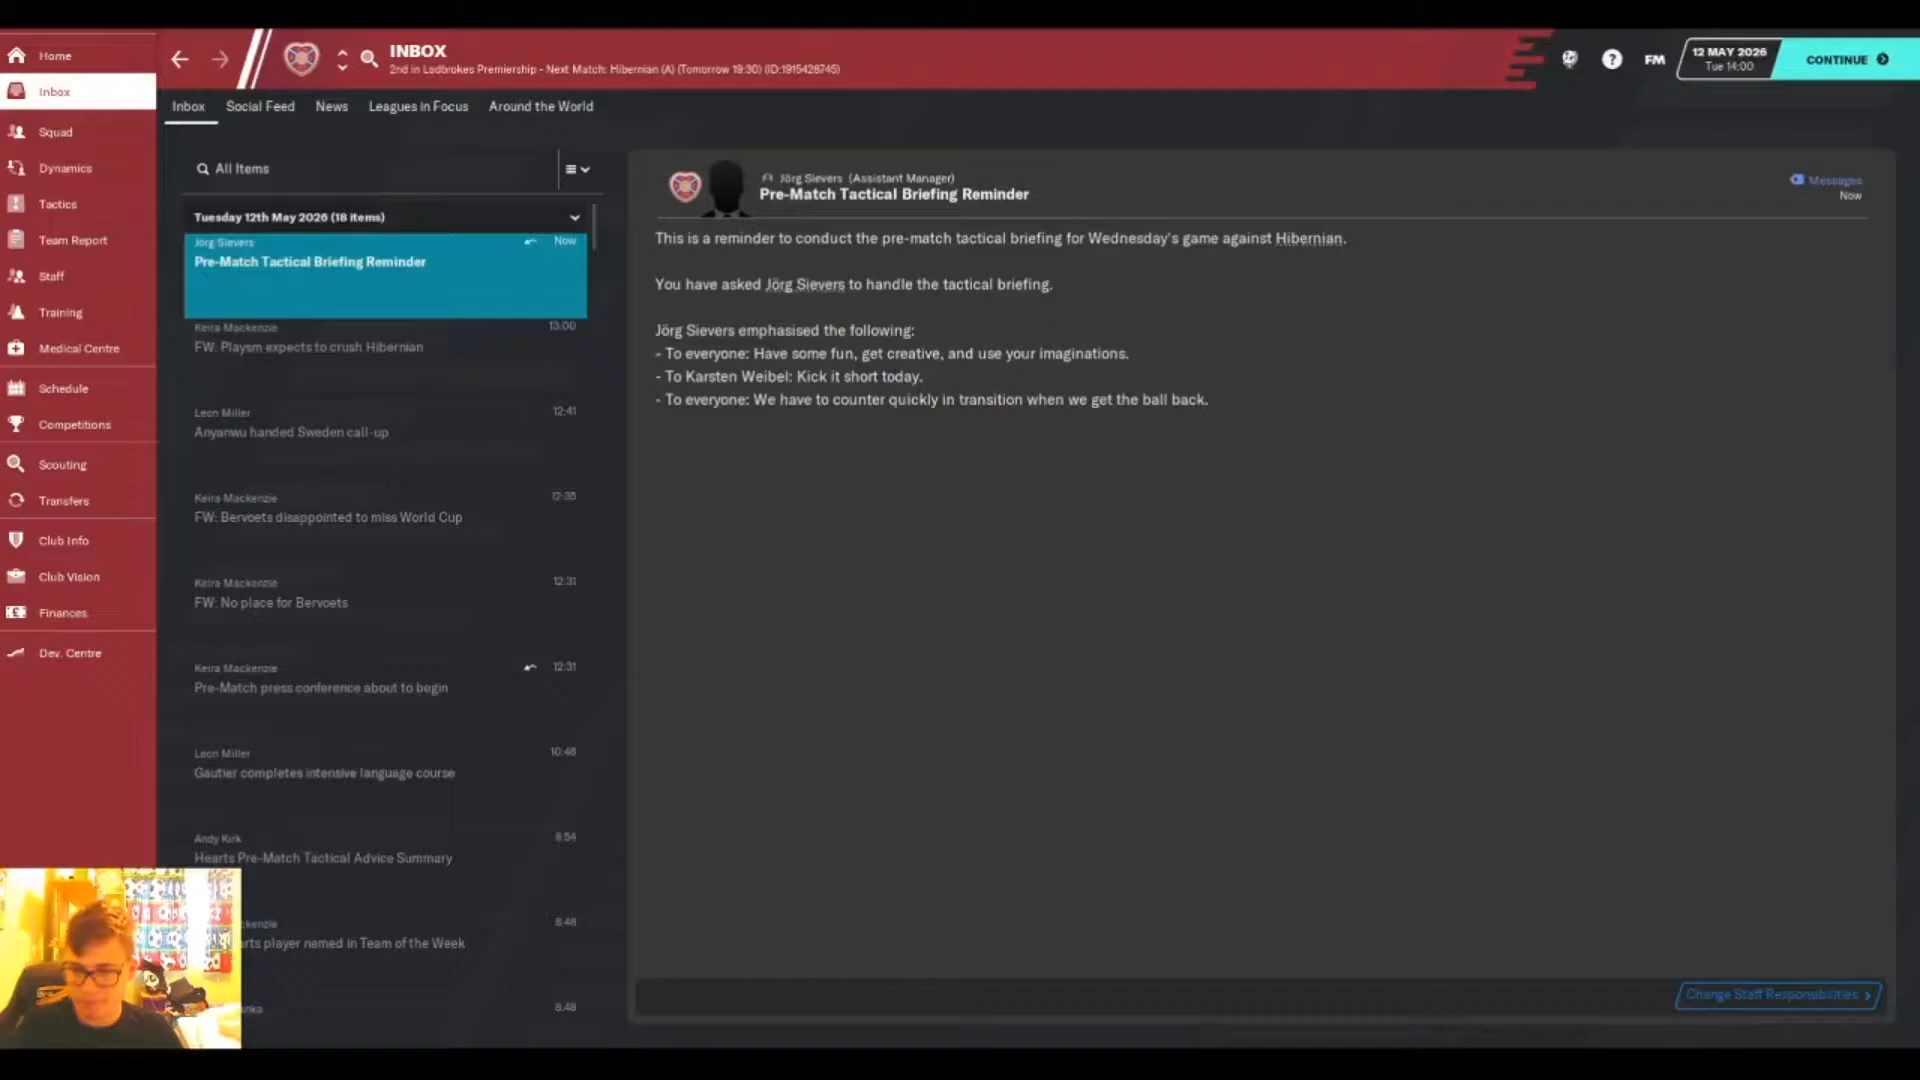 Home
Inbox
Squad
Dynamics
Tactics
Team Report
Staff
Training
Medical Centre
Schedule
Competitions
Scouting
Transfers
Club Info
Club Vision
Finances
Dev. Centre
INBOX
2nd in Ladbrokes Premiership - Next Match: Hibernian (A) (Tomorrow 19:30) (ID:1915428745)
FM
12 MAY 2026
Tue 14:00
CONTINUE
Inbox Social Feed News Leagues in Focus Around the World
All Items
Tuesday 12th May 2026 (18 items)
Jörg Sievers Now
Pre-Match Tactical Briefing Reminder
Keira Mackenzie 13:00
FW: Playsm expects to crush Hibernian
Leon Miller 12:41
Anyanwu handed Sweden call-up
Keira Mackenzie 12:35
FW: Bervoets disappointed to miss World Cup
Keira Mackenzie 12:31
FW: No place for Bervoets
Keira Mackenzie 12:31
Pre-Match press conference about to begin
Leon Miller 10:46
Gautier completes intensive language course
Andy Kirk 8:54
Hearts Pre-Match Tactical Advice Summary
ckenzie 8:48
arts player named in Team of the Week
anka 8:48
Jörg Sievers (Assistant Manager)
Pre-Match Tactical Briefing Reminder
Messages
Now
This is a reminder to conduct the pre-match tactical briefing for Wednesday's game against Hibernian.
You have asked Jörg Sievers to handle the tactical briefing.
Jörg Sievers emphasised the following:
- To everyone: Have some fun, get creative, and use your imaginations.
- To Karsten Weibel: Kick it short today.
- To everyone: We have to counter quickly in transition when we get the ball back.
Change Staff Responsibilities >